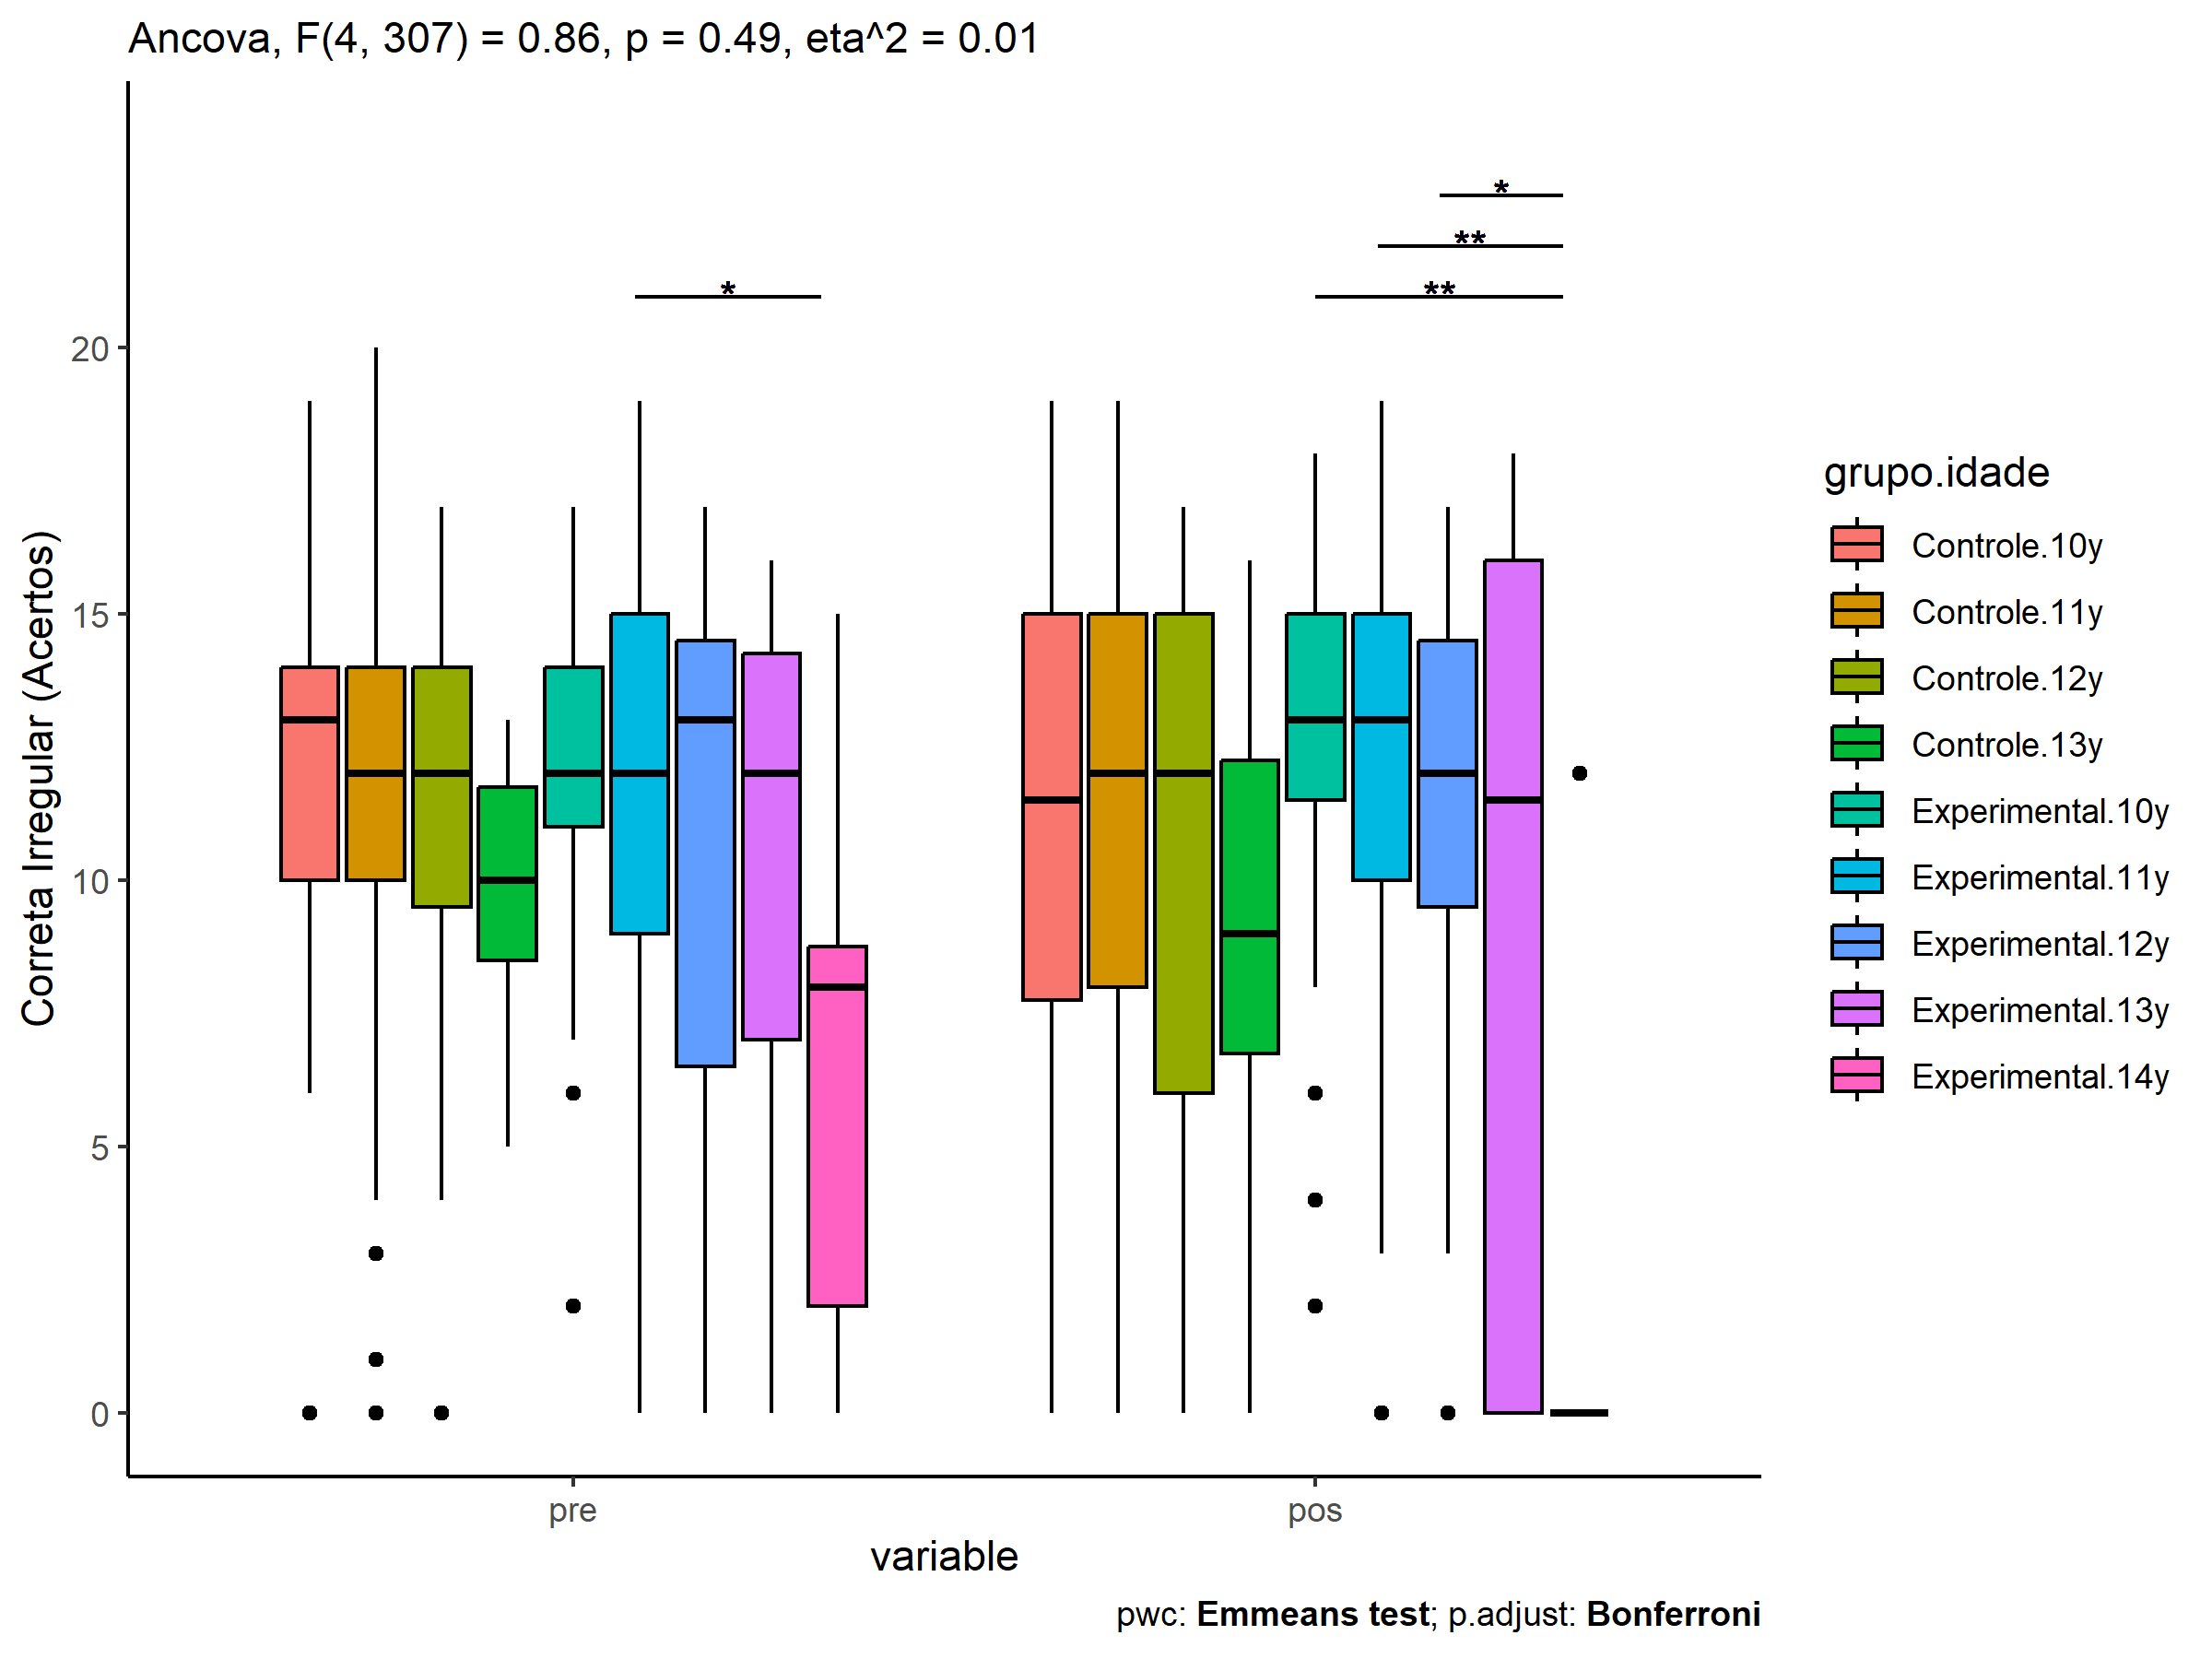 Ancova, F(4, 307) = 0.86, p = 0.49, eta^2 = 0.01
*
**
*
**
20
15
10
5
0
Correta Irregular (Acertos)
pre
pos
variable
grupo.idade
Controle.10y
Controle.11y
Controle.12y
Controle.13y
Experimental.10y
Experimental.11y
Experimental.12y
Experimental.13y
Experimental.14y
pwc: Emmeans test; p.adjust: Bonferroni